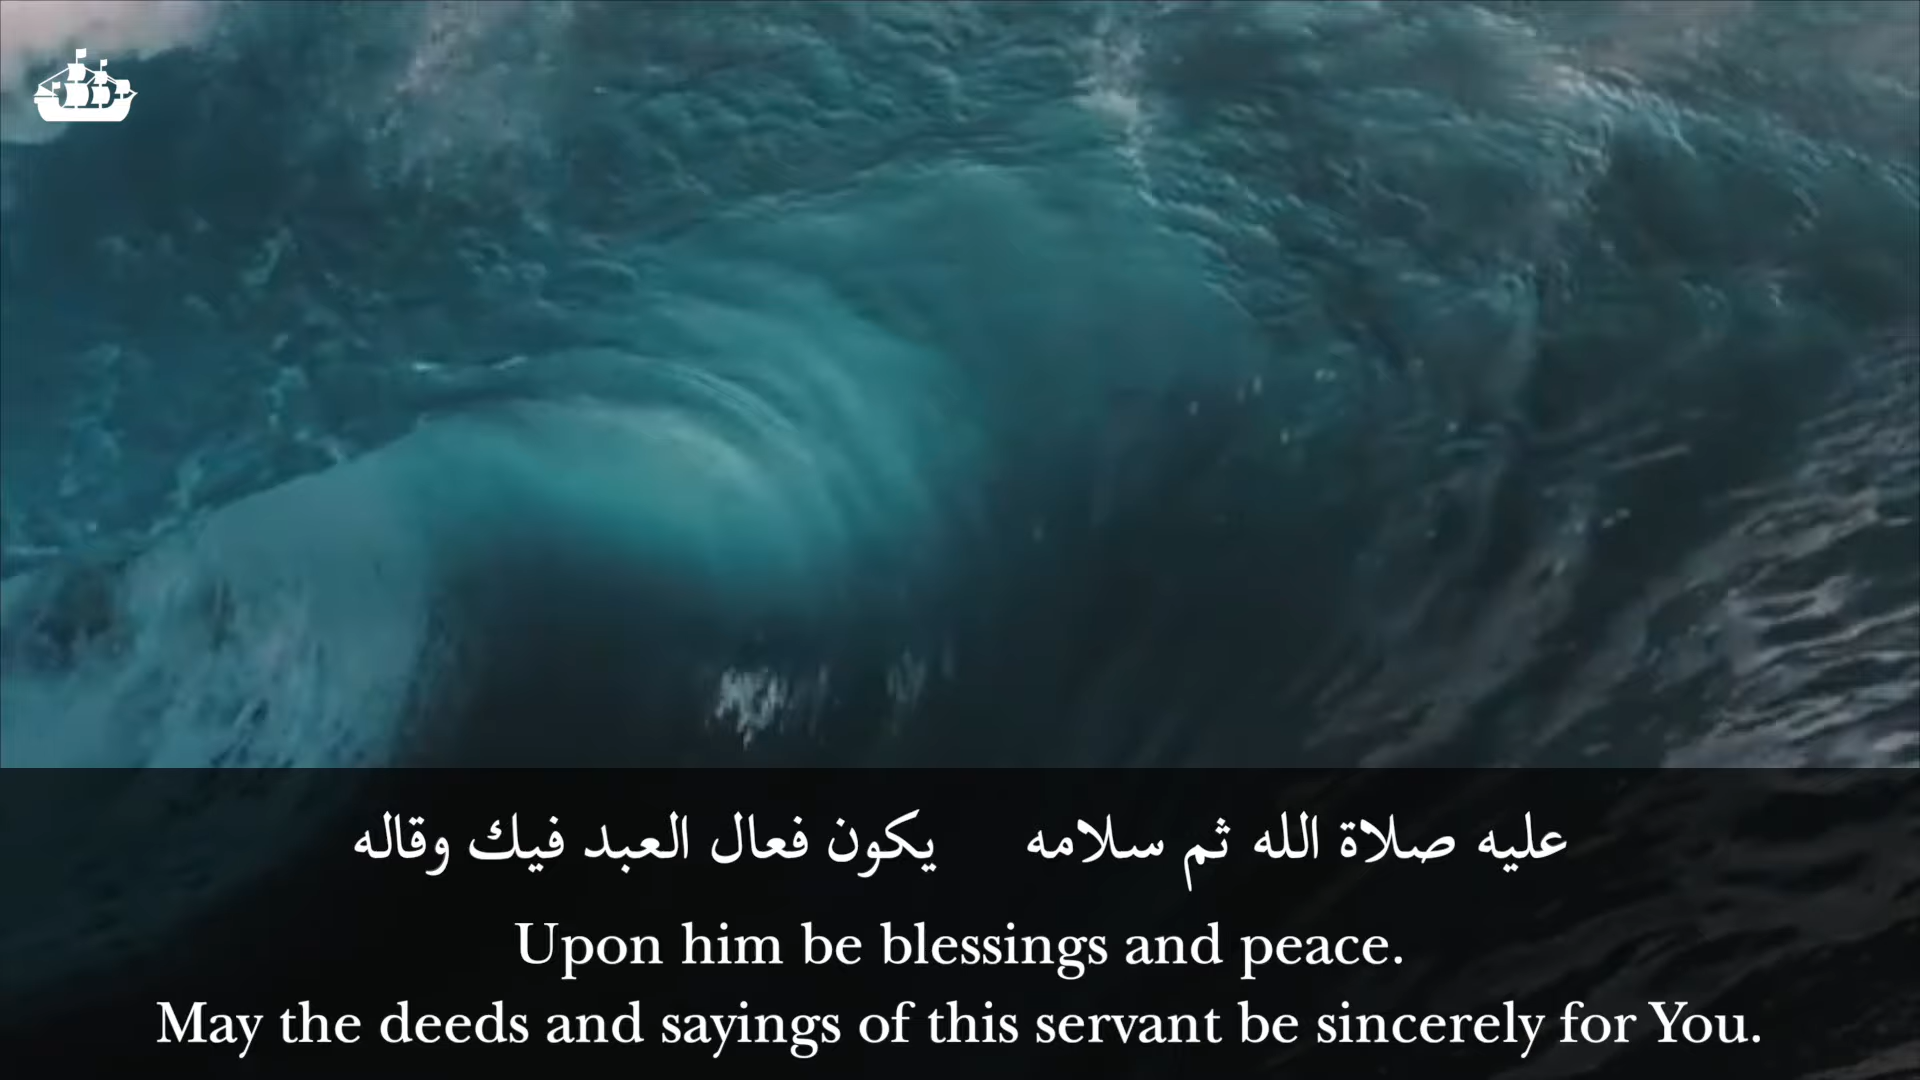 عليه صلاة الله ثم سلامه يكون فعال العبد فيك وقاله
Upon him be blessings and peace.
May the deeds and sayings of this servant be sincerely for You.